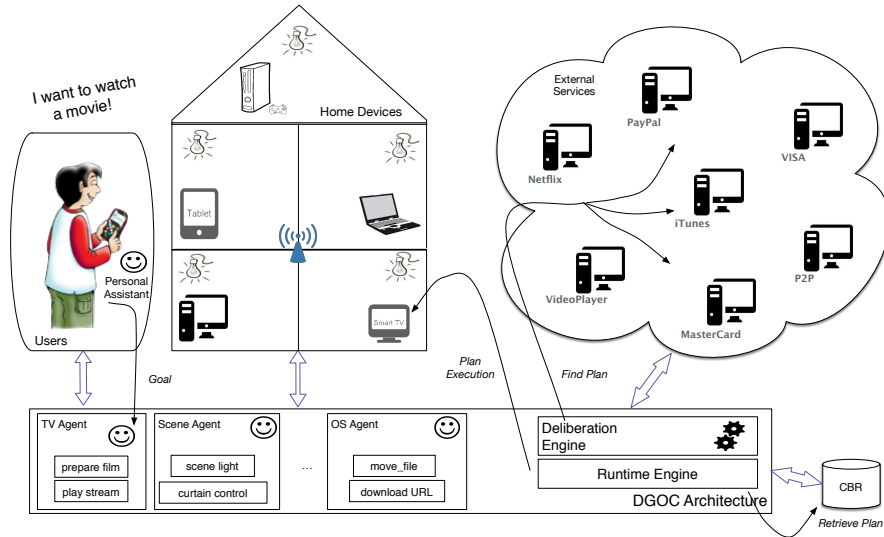 I want to watch
a movie!
Personal
Assistant
Users
Home Devices
Tablet
Smart TV
External
Services
PayPal
VISA
Netflix
iTunes
P2P
VideoPlayer
MasterCard
Goal
Plan
Execution
Find Plan
TV Agent
prepare film
play stream
Scene Agent
scene light
curtain control
...
OS Agent
move_file
download URL
Deliberation
Engine
Runtime Engine
DGOC Architecture
CBR
Retrieve Plan